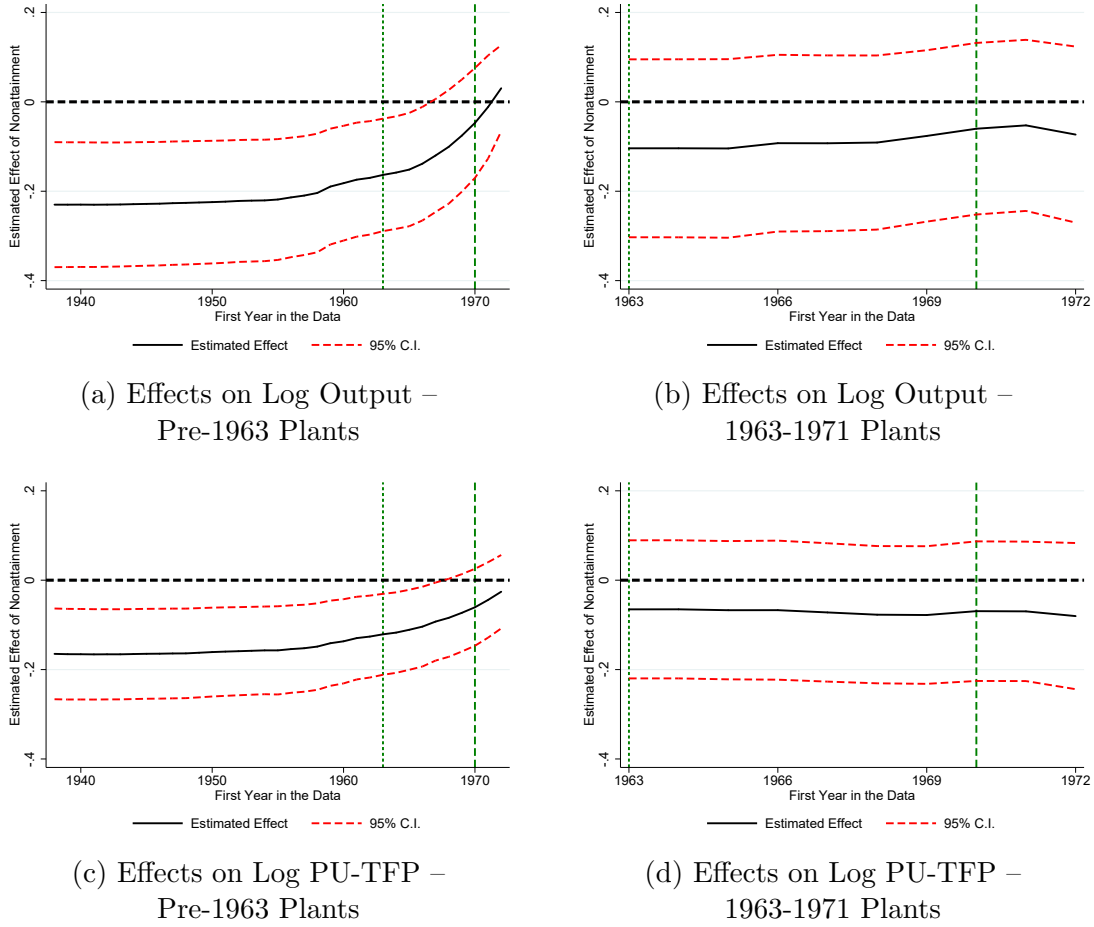 Estimated Effect of Nonattainment
.2
0
-.2
-.4
1940 1950 1960 1970
First Year in the Data
Estimated Effect 95% C.I.
(a) Effects on Log Output –
Pre-1963 Plants
Estimated Effect of Nonattainment
.2
0
-.2
-.4
1963 1966 1969 1972
First Year in the Data
Estimated Effect 95% C.I.
(b) Effects on Log Output –
1963-1971 Plants
Estimated Effect of Nonattainment
.2
0
-.2
-.4
1940 1950 1960 1970
First Year in the Data
Estimated Effect 95% C.I.
(c) Effects on Log PU-TFP –
Pre-1963 Plants
Estimated Effect of Nonattainment
.2
0
-.2
-.4
1963 1966 1969 1972
First Year in the Data
Estimated Effect 95% C.I.
(d) Effects on Log PU-TFP –
1963-1971 Plants